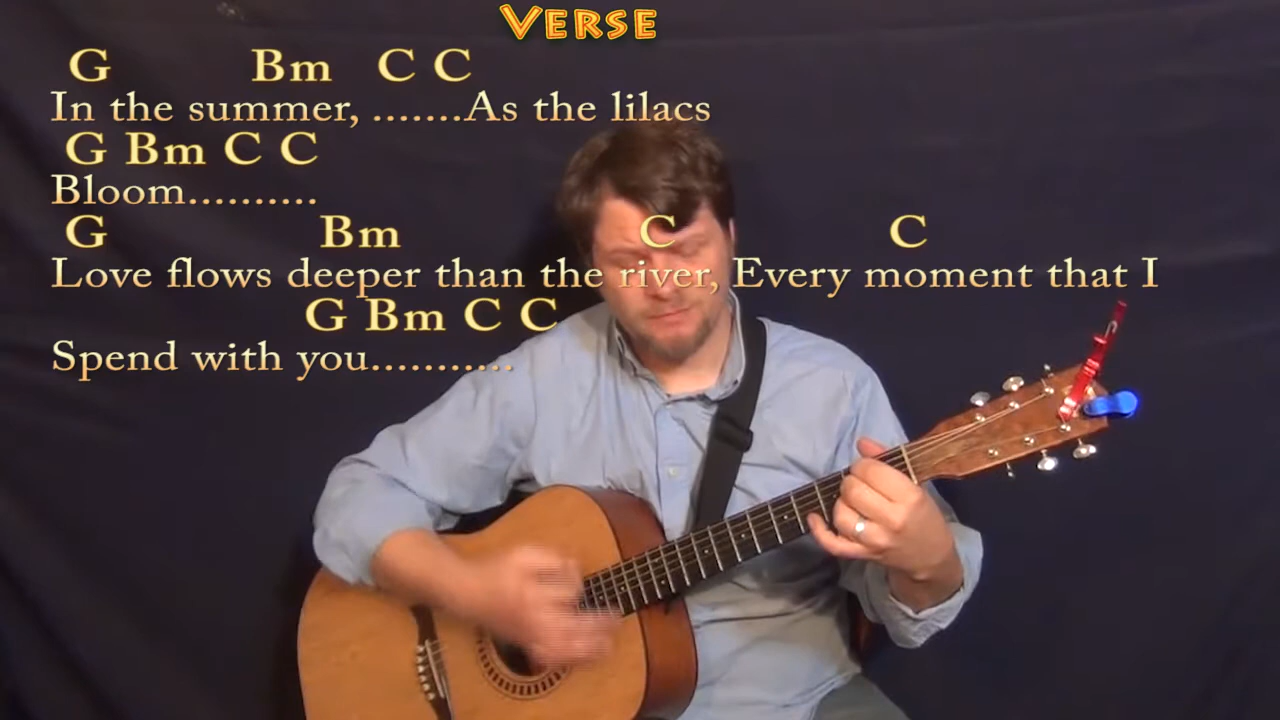 VERSE
G Bm C C
In the summer, .......As the lilacs
G Bm C C
Bloom..........
G Bm C C
Love flows deeper than the river, Every moment that I
G Bm C C
Spend with you...........